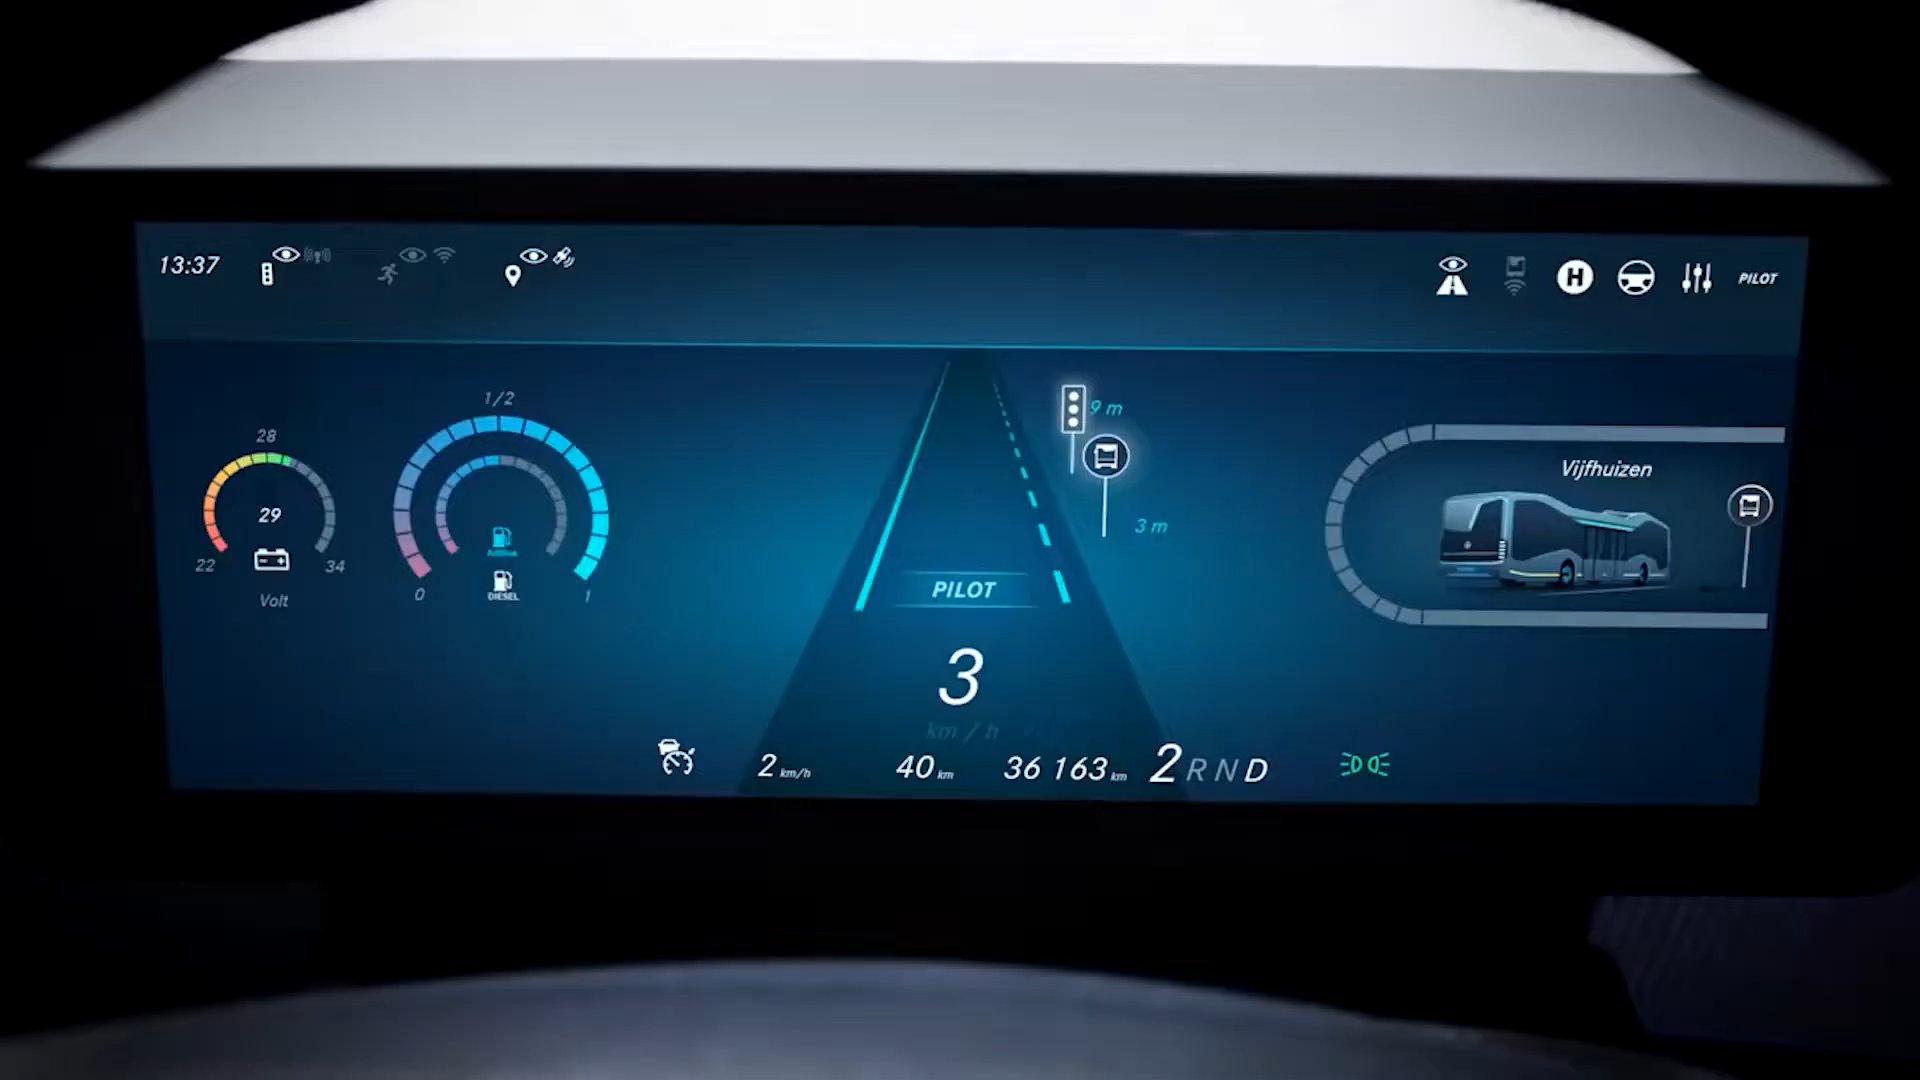 13:37
H
PILOT
1/2
28
29
22
34
Volt
AdBlue
DIESEL
0
1
9 m
3 m
Vijfhuizen
PILOT
3
km / h
2 km/h
40 km
36 163 km
2 R N D